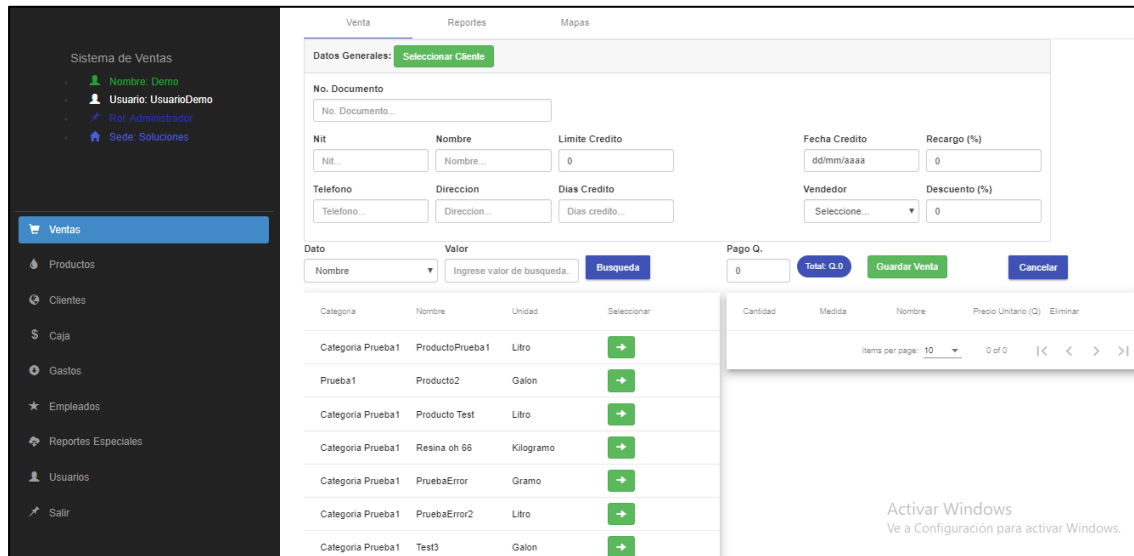 Sistema de Ventas
Nombre: Demo
Usuario: UsuarioDemo
Rol: Administrador
Sede: Soluciones
Ventas
Productos
Clientes
Caja
Gastos
Empleados
Reportes Especiales
Usuarios
Salir
Venta Reportes Mapas
Datos Generales: Seleccionar Cliente
No. Documento
No. Documento...
Nit Nombre Limite Credito Fecha Credito Recargo (%)
Nit... Nombre... 0 dd/mm/aaaa 0
Telefono Direccion Dias Credito Vendedor Descuento (%)
Telefono... Direccion... Dias credito... Seleccione... 0
Dato Valor Pago Q.
Nombre Ingrese valor de busqueda.. Busqueda 0 Total: Q.0 Guardar Venta Cancelar
Categoria Nombre Unidad Seleccionar
Categoria Prueba1 ProductoPrueba1 Litro
Prueba1 Producto2 Galon
Categoria Prueba1 Producto Test Litro
Categoria Prueba1 Resina oh 66 Kilogramo
Categoria Prueba1 PruebaError Gramo
Categoria Prueba1 PruebaError2 Litro
Categoria Prueba1 Test3 Galon
Cantidad Medida Nombre Precio Unitario (Q) Eliminar
Items per page: 10 0 of 0
Activar Windows
Ve a Configuración para activar Windows.